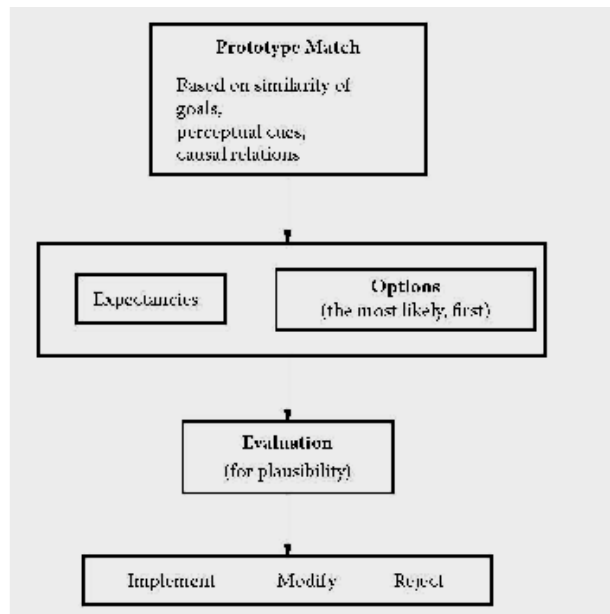 Prototype Match
Based on similarity of
goals,
perceptual cues,
causal relations
Expectancies
Options
(the most likely, first)
Evaluation
(for plausibility)
Implement Modify Reject